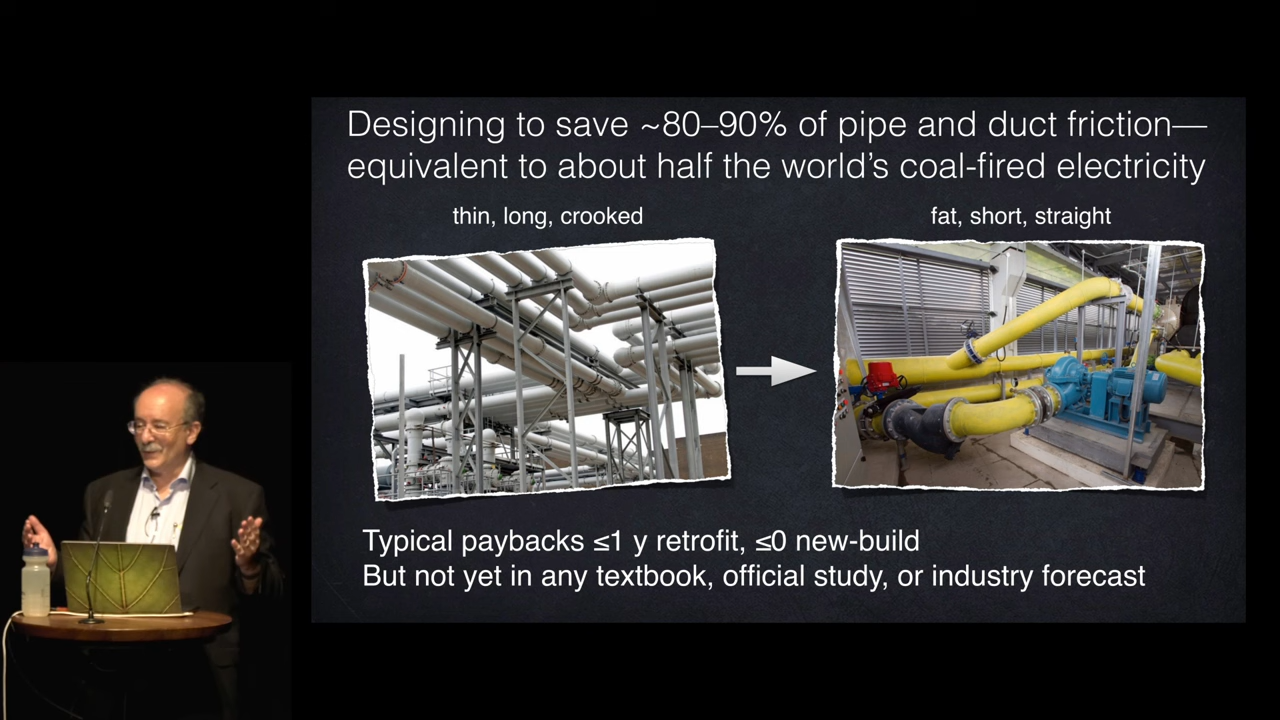 Designing to save ~80–90% of pipe and duct friction—
equivalent to about half the world's coal-fired electricity
thin, long, crooked
fat, short, straight
Typical paybacks ≤1 y retrofit, ≤0 new-build
But not yet in any textbook, official study, or industry forecast